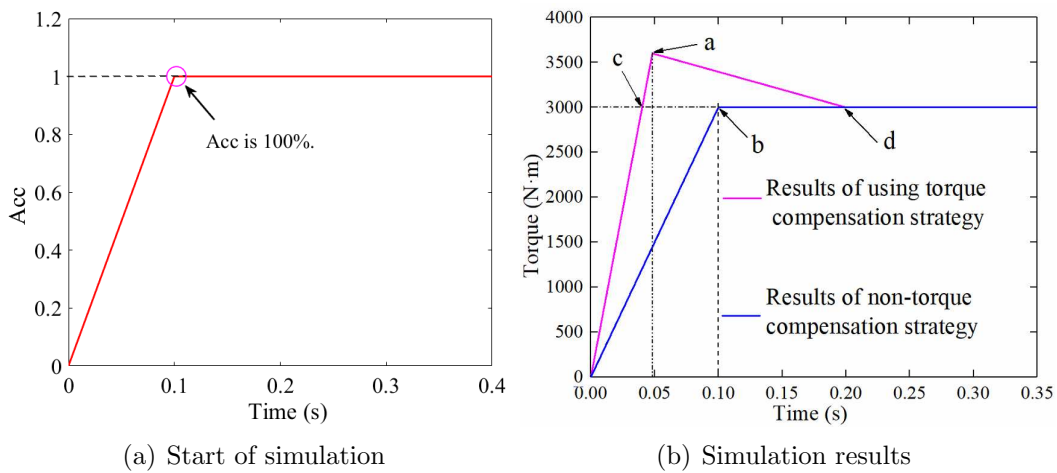 1.2
1
0.8
0.6
0.4
0.2
0
Acc
Acc is 100%.
0 0.1 0.2 0.3 0.4
Time (s)
(a) Start of simulation
4000
3500
3000
2500
2000
1500
1000
500
0
Torque (N·m)
a
c
b
d
Results of using torque
compensation strategy
Results of non-torque
compensation strategy
0.00 0.05 0.10 0.15 0.20 0.25 0.30 0.35
Time (s)
(b) Simulation results